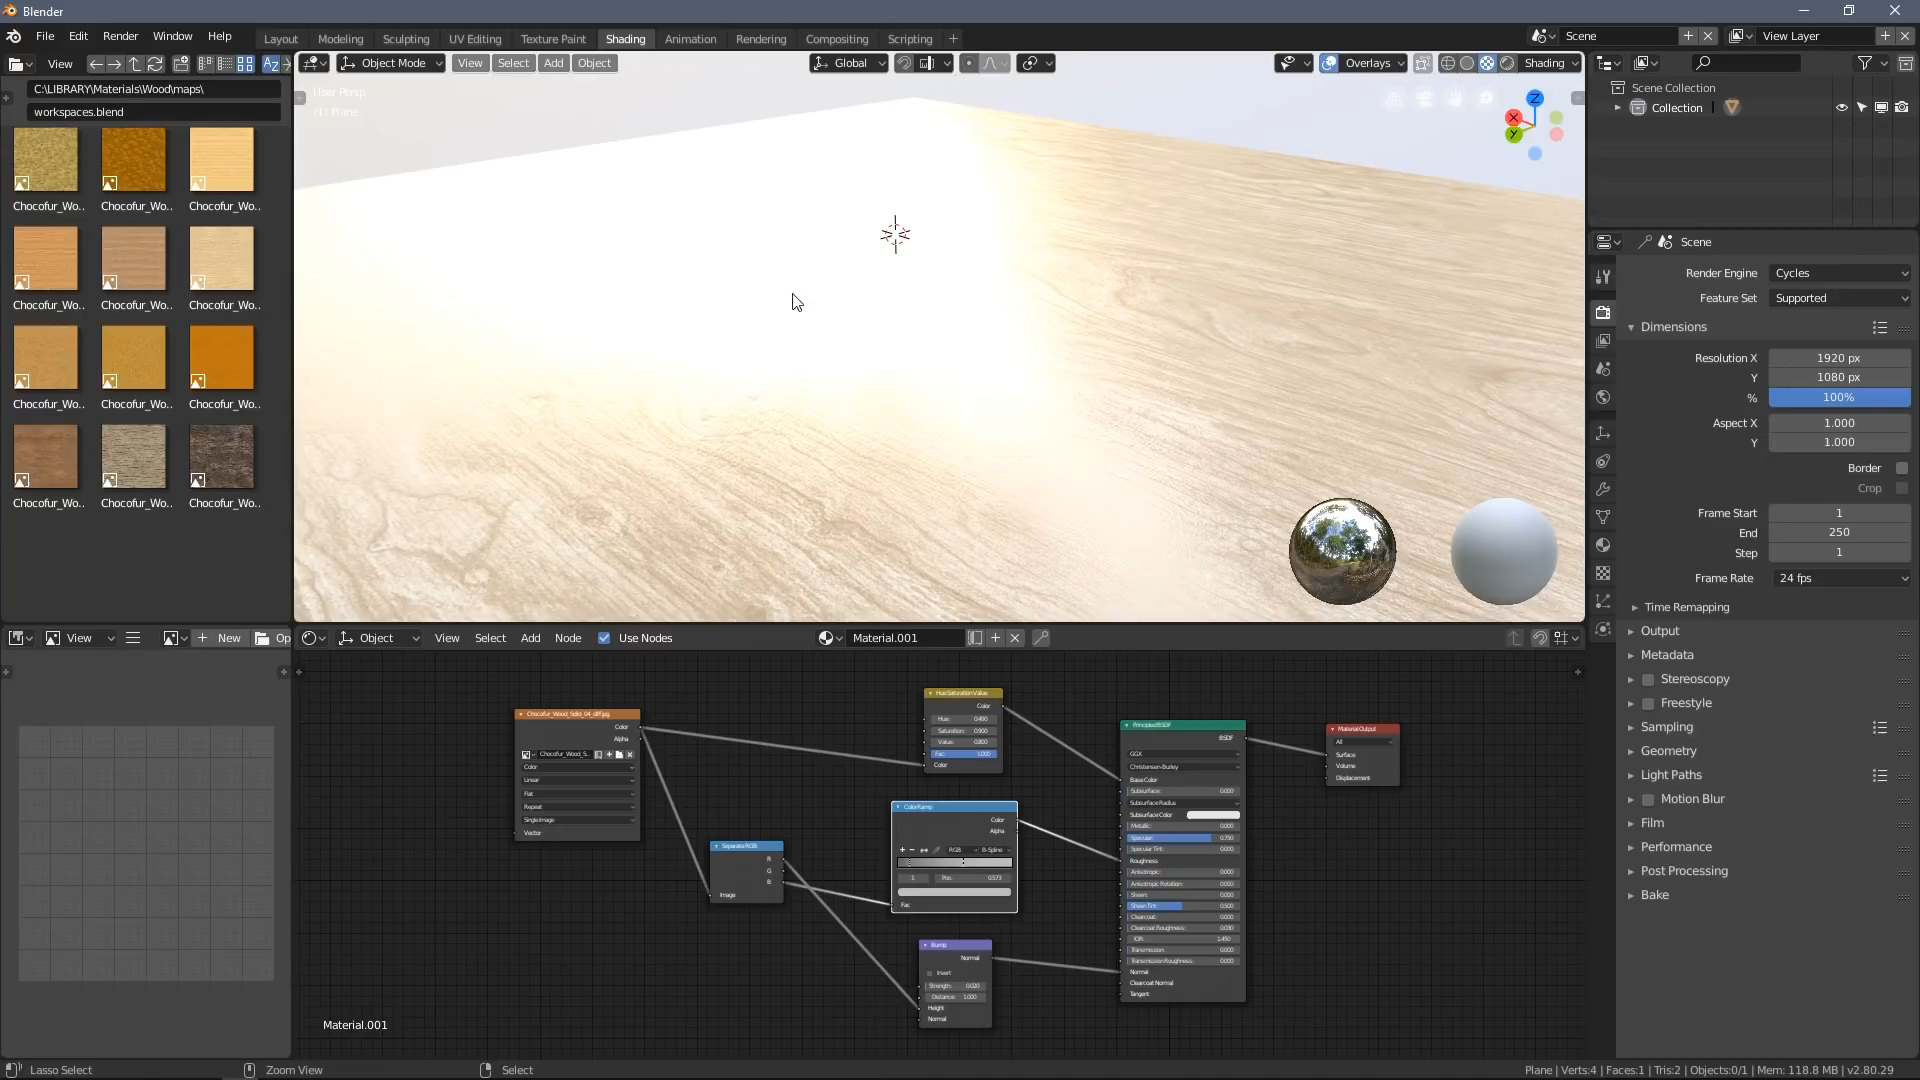 Blender
File Edit Render Window Help
Layout Modeling Sculpting UV Editing Texture Paint Shading Animation Rendering Compositing Scripting
Scene
View Layer
View
C:\LIBRARY\Materials\Wood\maps\
workspaces.blend
Chocofur_Wo.. Chocofur_Wo.. Chocofur_Wo..
Chocofur_Wo.. Chocofur_Wo.. Chocofur_Wo..
Chocofur_Wo.. Chocofur_Wo.. Chocofur_Wo..
Chocofur_Wo.. Chocofur_Wo.. Chocofur_Wo..
Object Mode View Select Add Object Global Overlays Shading
User Persp
(1) Plane
Z
X
Y
Scene Collection
Collection
Scene
Render Engine Cycles
Feature Set Supported
Dimensions
Resolution X 1920 px
Y 1080 px
% 100%
Aspect X 1.000
Y 1.000
Border
Crop
Frame Start 1
End 250
Step 1
Frame Rate 24 fps
Time Remapping
Output
Metadata
Stereoscopy
Freestyle
Sampling
Geometry
Light Paths
Motion Blur
Film
Performance
Post Processing
Bake
View New Op
Object View Select Add Node Use Nodes Material.001
Chocofur_Wood_Solid_04_diff.jpg
Color
Alpha
Chocofur_Wood_S..
Color
Linear
Flat
Repeat
Single Image
Vector
Separate RGB
R
G
B
Image
Hue Saturation Value
Color
Hue: 0.490
Saturation: 0.900
Value: 0.800
Fac: 1.000
Color
ColorRamp
Color
Alpha
RGB B-Spline
1 Pos: 0.573
Fac
Bump
Normal
Invert
Strength: 0.020
Distance: 1.000
Height
Normal
Principled BSDF
BSDF
GGX
Christensen-Burley
Base Color
Subsurface: 0.000
Subsurface Radius
Subsurface Color
Metallic: 0.000
Specular: 0.750
Specular Tint: 0.000
Roughness
Anisotropic: 0.000
Anisotropic Rotation: 0.000
Sheen: 0.000
Sheen Tint: 0.500
Clearcoat: 0.000
Clearcoat Roughness: 0.030
IOR: 1.450
Transmission: 0.000
Transmission Roughness: 0.000
Normal
Clearcoat Normal
Tangent
Material Output
All
Surface
Volume
Displacement
Material.001
Lasso Select Zoom View Select
Plane | Verts:4 | Faces:1 | Tris:2 | Objects:0/1 | Mem: 118.8 MB | v2.80.29